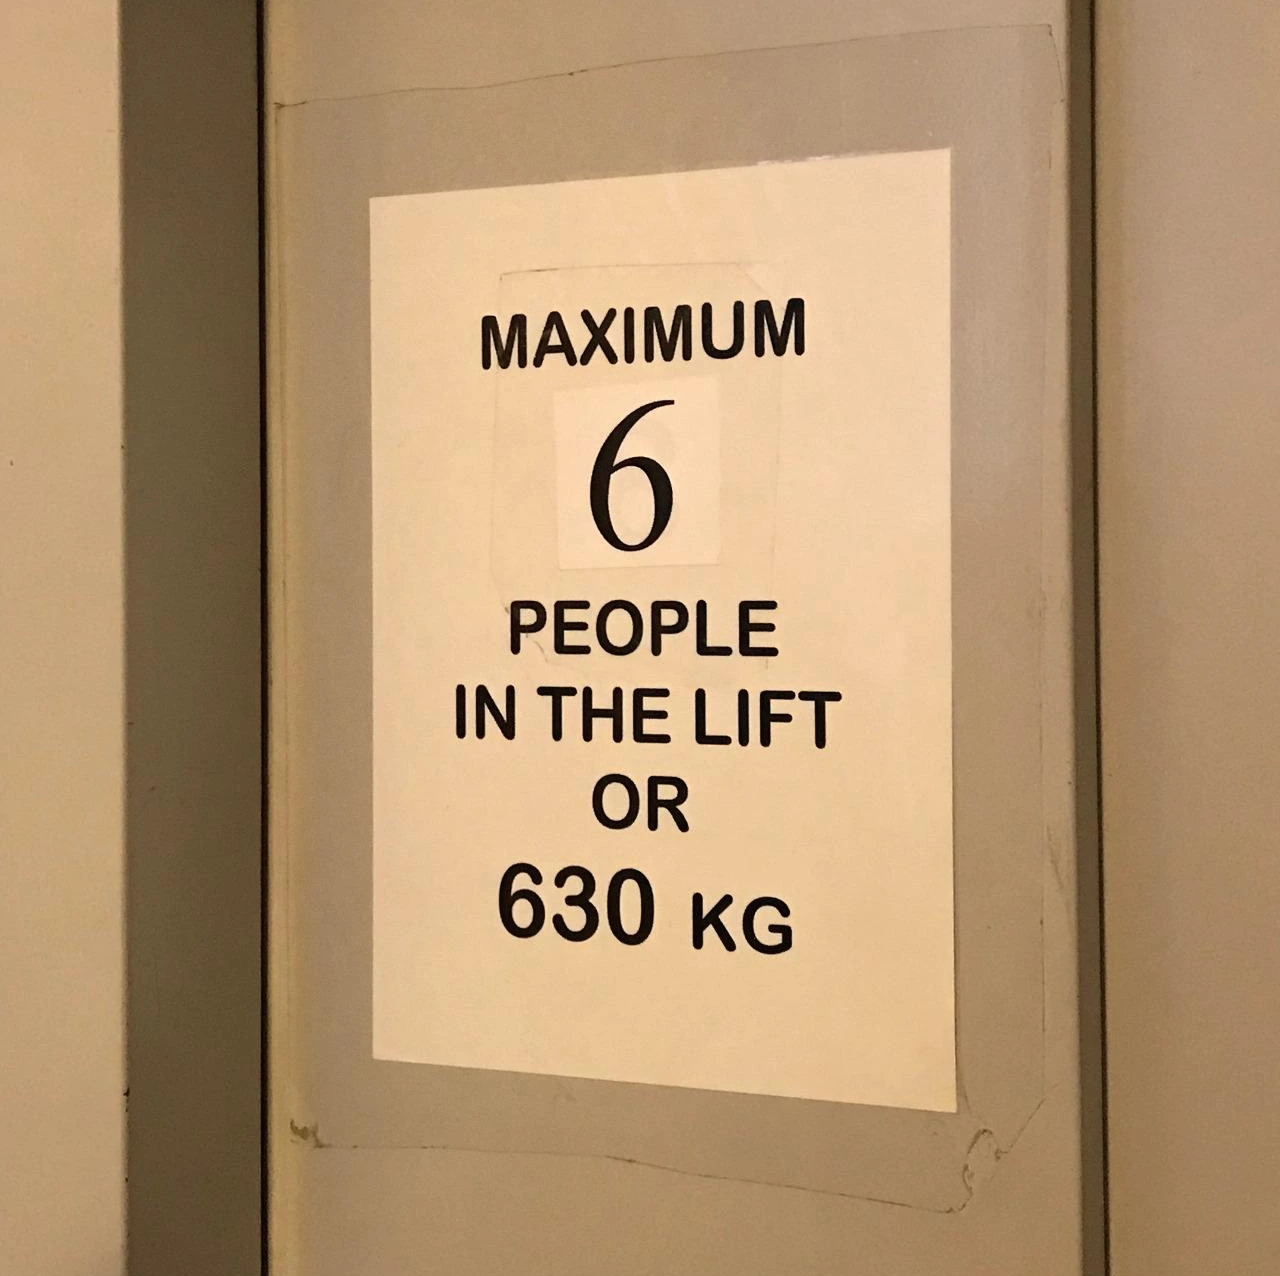 MAXIMUM
6
PEOPLE
IN THE LIFT
OR
630 KG